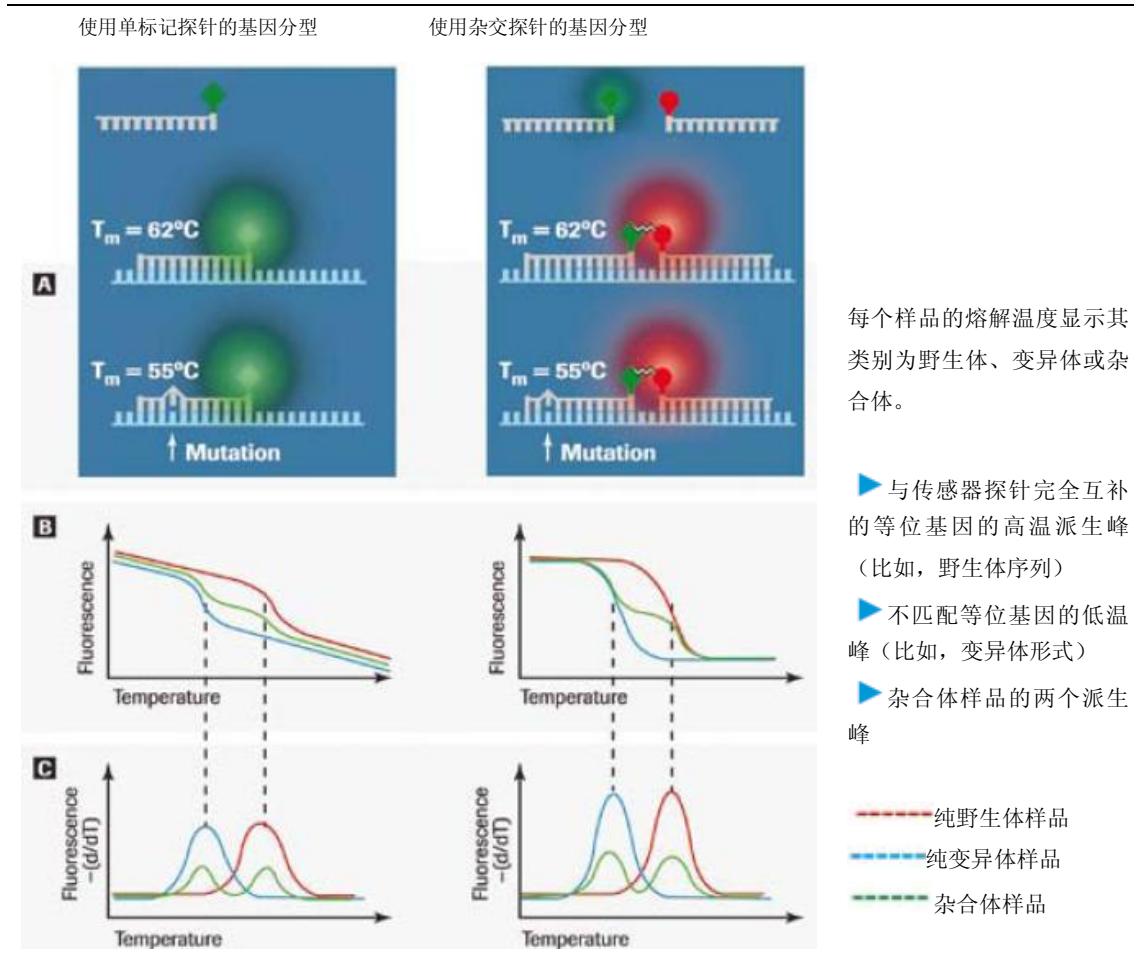 使用单标记探针的基因分型
使用杂交探针的基因分型
A
Tm = 62°C
Tm = 55°C
Mutation
Tm = 62°C
Tm = 55°C
Mutation
每个样品的熔解温度显示其
类别为野生体、变异体或杂
合体。
与传感器探针完全互补
的等位基因的高温派生峰
（比如，野生体序列）
不匹配等位基因的低温
峰（比如，变异体形式）
杂合体样品的两个派生
峰
B
Fluorescence
Temperature
Fluorescence
Temperature
C
Fluorescence
-(d/dT)
Temperature
Fluorescence
-(d/dT)
Temperature
纯野生体样品
纯变异体样品
杂合体样品